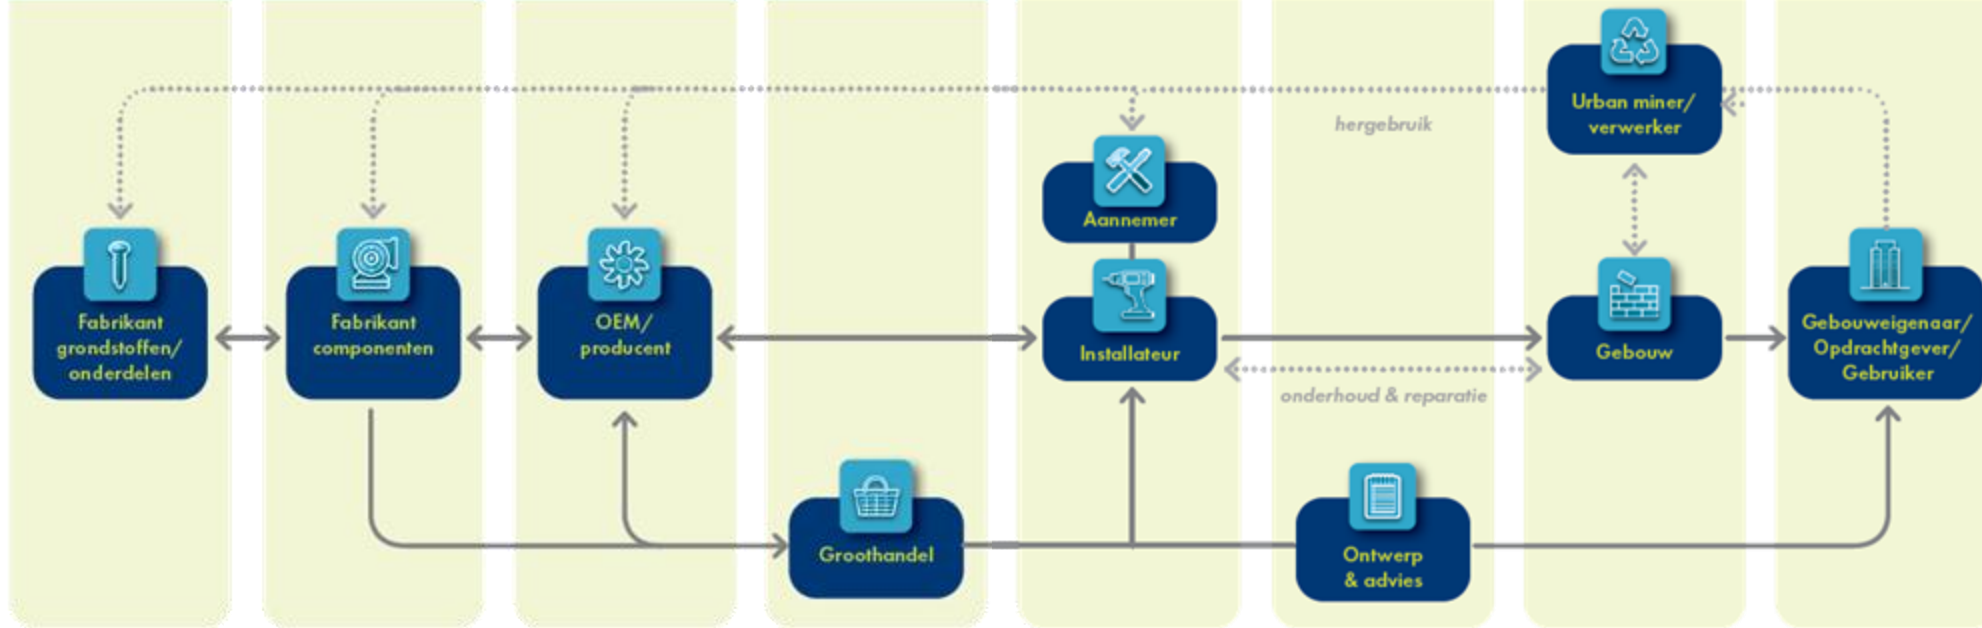 Urban miner/
verwerker
hergebruik
Aannemer
Fabrikant
grondstoffen/
onderdelen
Fabrikant
componenten
OEM/
producent
Installateur
Gebouw
Gebouweigenaar/
Opdrachtgever/
Gebruiker
onderhoud & reparatie
Groothandel
Ontwerp
& advies